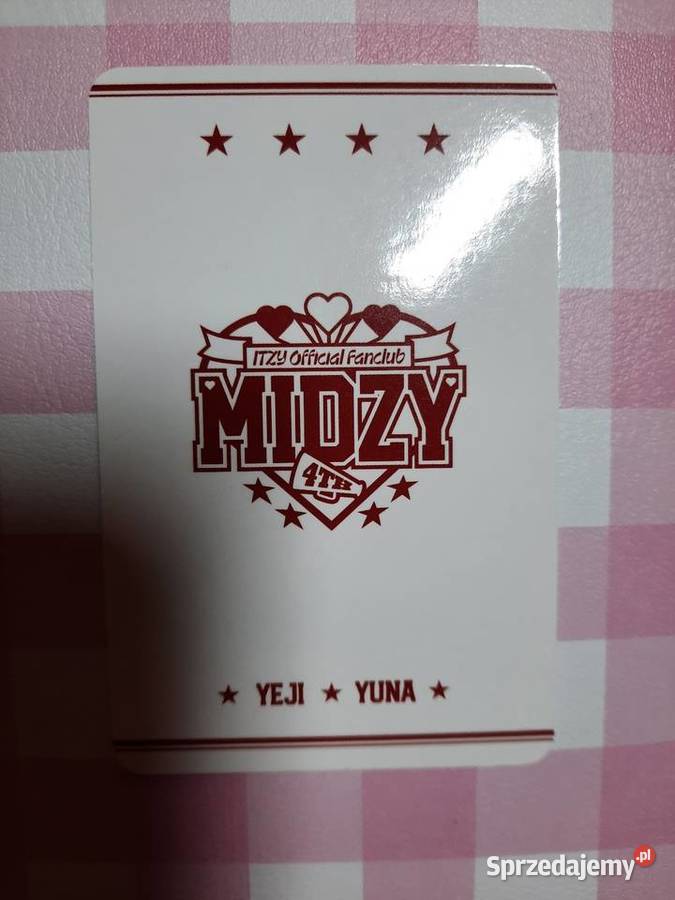 ITZY Official Fanclub
MIDZY
4TH
★ YEJI ★ YUNA ★
Sprzedajemy.pl